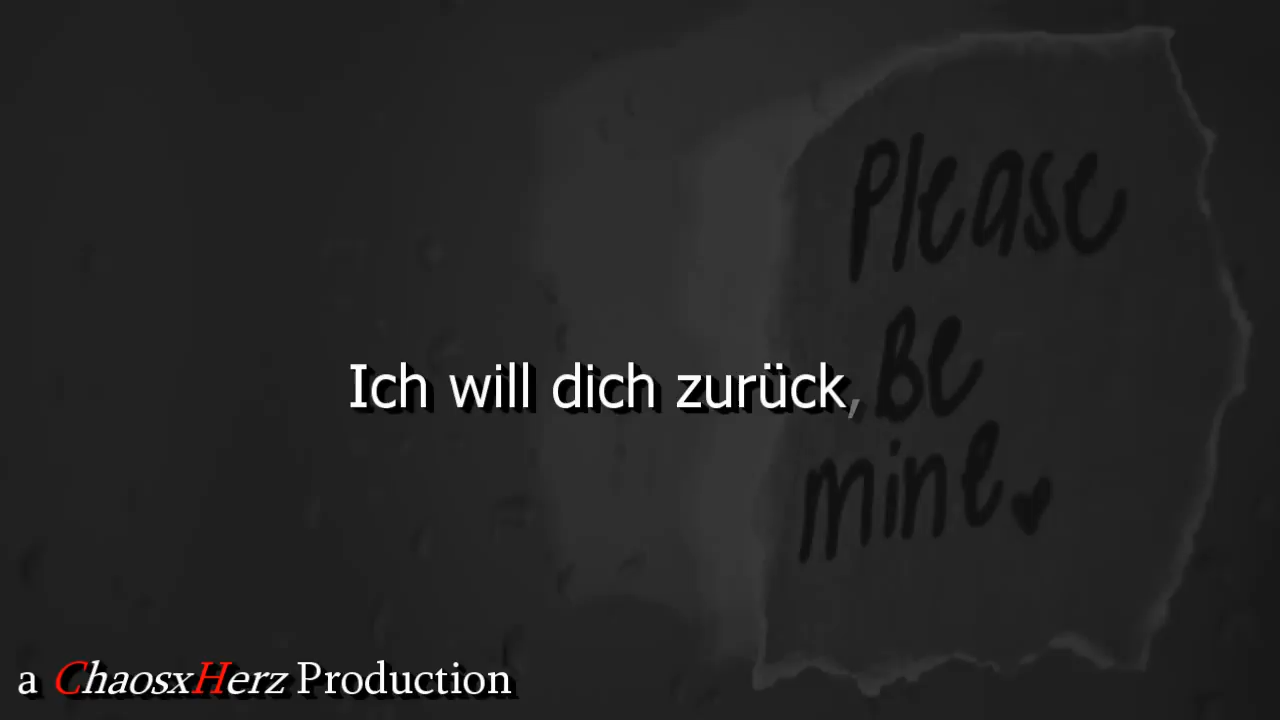 Please
Be
mine.
Ich will dich zurück,
a ChaosxHerz Production